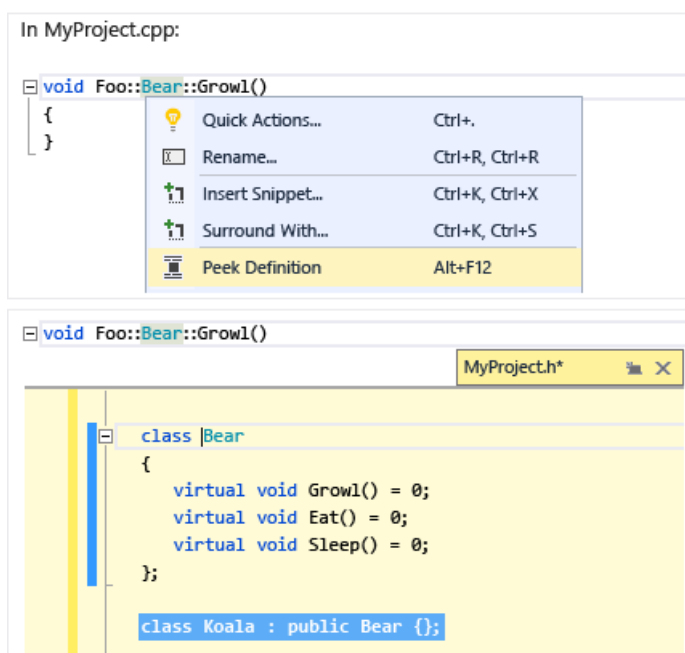 In MyProject.cpp:
void Foo::Bear::Growl()
{
}
Quick Actions... Ctrl+.
Rename... Ctrl+R, Ctrl+R
Insert Snippet... Ctrl+K, Ctrl+X
Surround With... Ctrl+K, Ctrl+S
Peek Definition Alt+F12
void Foo::Bear::Growl()
MyProject.h*
class Bear
{
virtual void Growl() = 0;
virtual void Eat() = 0;
virtual void Sleep() = 0;
};
class Koala : public Bear {};